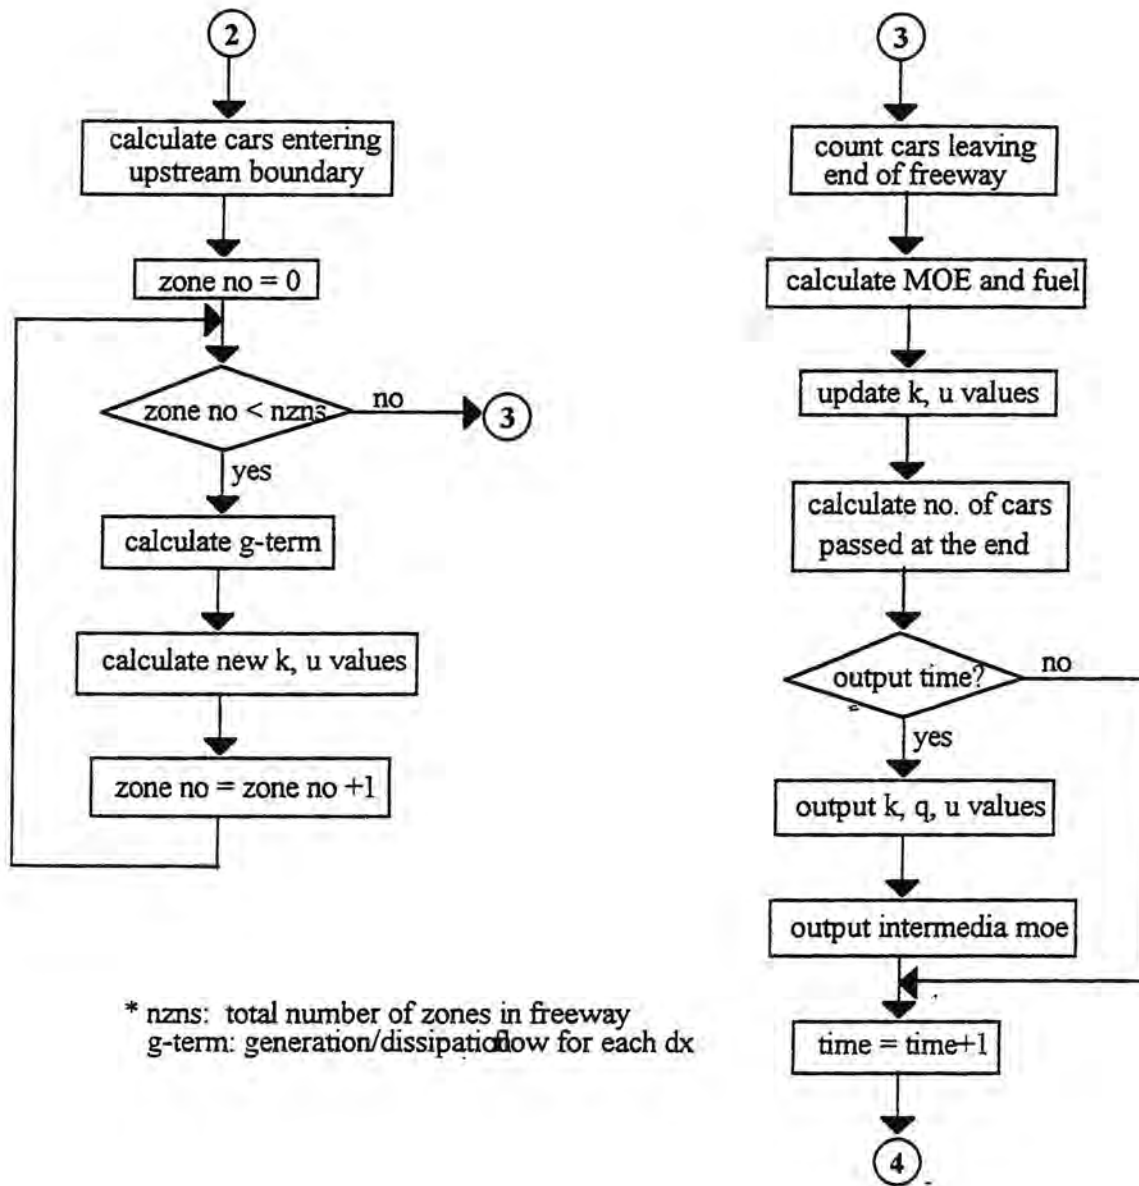 2
calculate cars entering
upstream boundary
zone no = 0
zone no < nzns
no
3
yes
calculate g-term
calculate new k, u values
zone no = zone no +1
3
count cars leaving
end of freeway
calculate MOE and fuel
update k, u values
calculate no. of cars
passed at the end
output time?
no
yes
output k, q, u values
output intermedia moe
time = time+1
4
* nzns: total number of zones in freeway
g-term: generation/dissipation flow for each dx